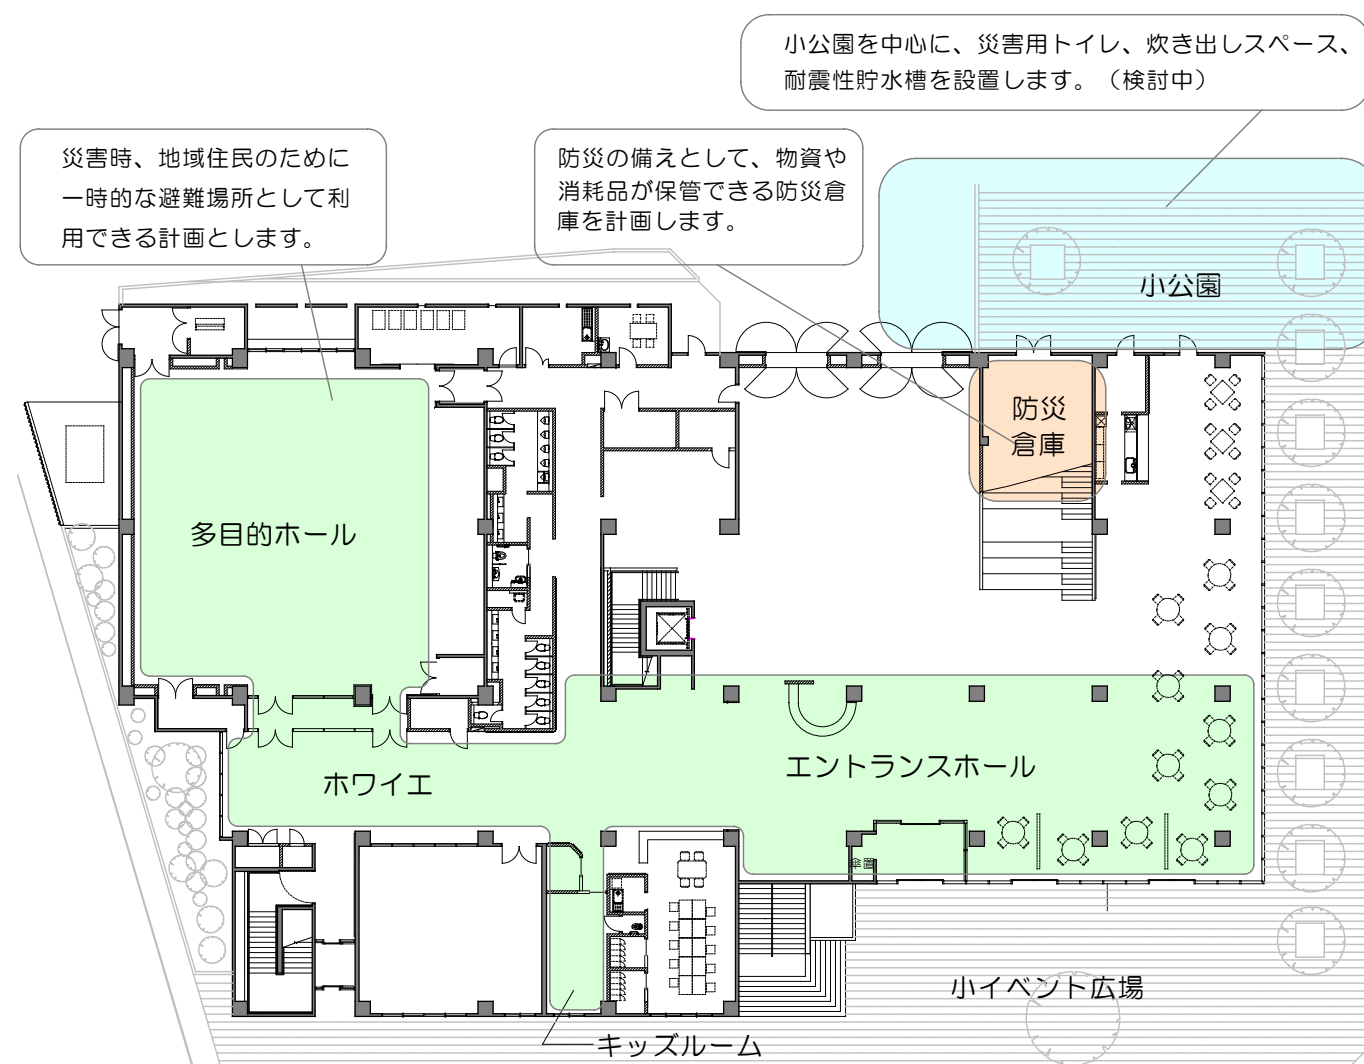 小公園を中心に、災害用トイレ、炊き出しスペース、
耐震性貯水槽を設置します。（検討中）
災害時、地域住民のために
一時的な避難場所として利
用できる計画とします。
防災の備えとして、物資や
消耗品が保管できる防災倉
庫を計画します。
小公園
防災
倉庫
多目的ホール
ホワイエ
エントランスホール
傘置
小イベント広場
キッズルーム